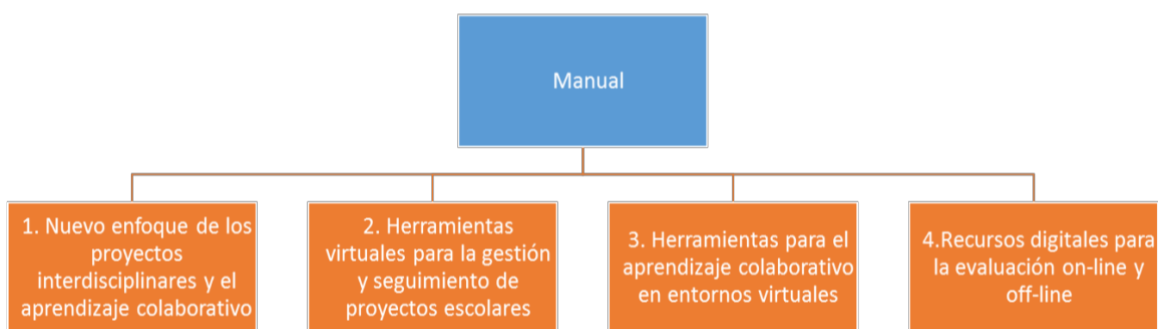 Manual
1. Nuevo enfoque de los
proyectos
interdisciplinares y el
aprendizaje colaborativo
2. Herramientas
virtuales para la gestión
y seguimiento de
proyectos escolares
3. Herramientas para el
aprendizaje colaborativo
en entornos virtuales
4.Recursos digitales para
la evaluación on-line y
off-line